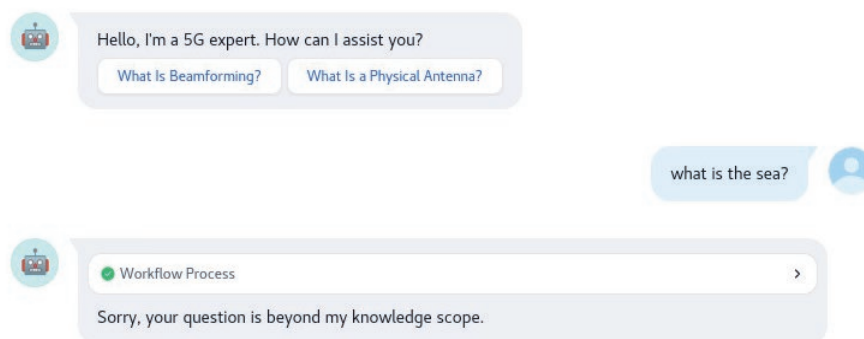 Hello, I'm a 5G expert. How can I assist you?
What Is Beamforming? What Is a Physical Antenna?
what is the sea?
Workflow Process
Sorry, your question is beyond my knowledge scope.